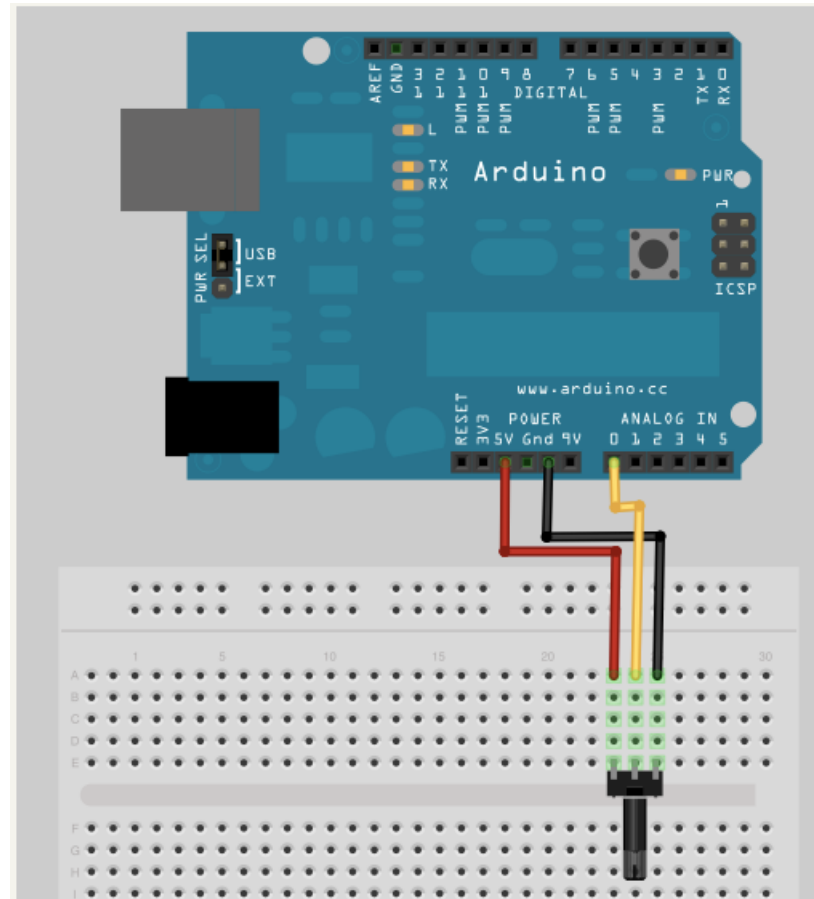 AREF
GND
13
12
11
10
9
8
7
6
5
4
3
2
1
0
DIGITAL
PWM
PWM
PWM
PWM
PWM
PWM
TX
RX
L
TX
RX
Arduino
PWR
1
ICSP
PWR SEL
USB
EXT
www.arduino.cc
POWER
ANALOG IN
RESET
3V3
5V Gnd 9V
0 1 2 3 4 5
1 5 10 15 20 30
A
B
C
D
E
F
G
H
I